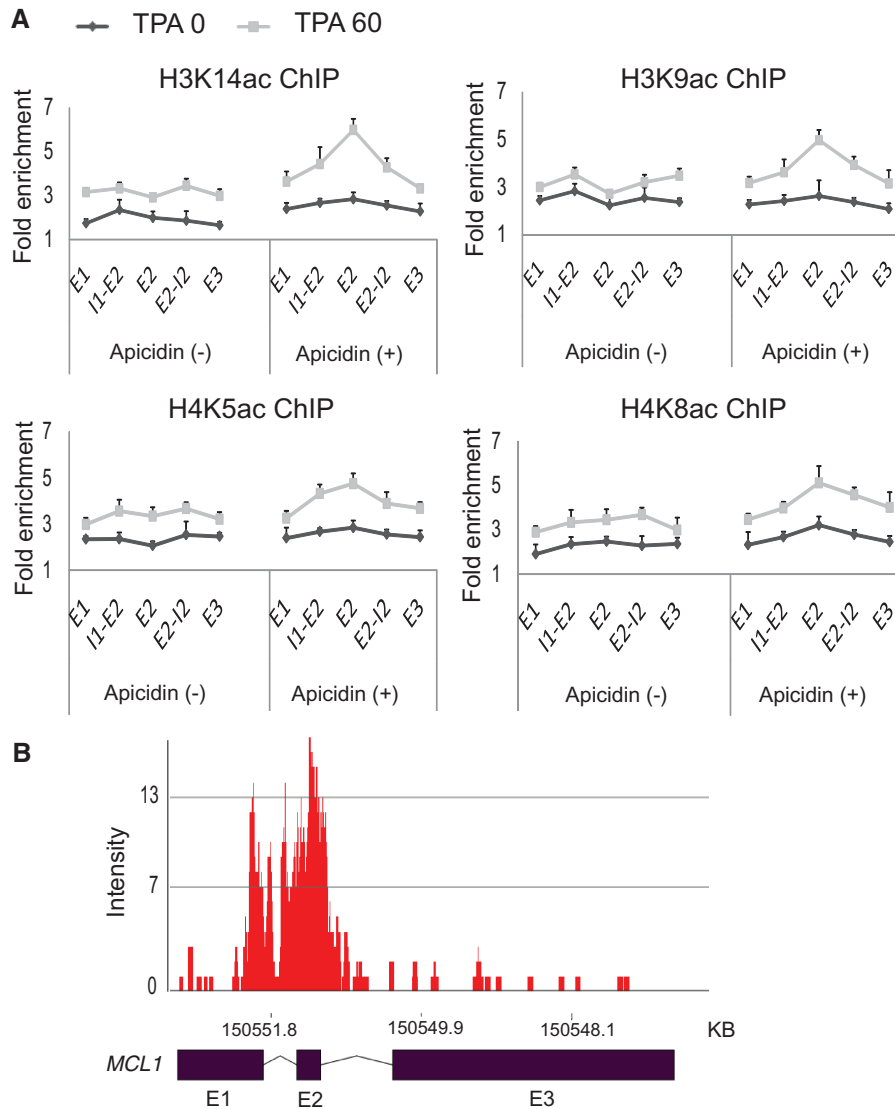 A
TPA 0 TPA 60
H3K14ac ChIP
Fold enrichment
7
5
3
1
E1 I1-E2 E2 E2-I2 E3 E1 I1-E2 E2 E2-I2 E3
Apicidin (-) Apicidin (+)
H3K9ac ChIP
Fold enrichment
7
5
3
1
E1 I1-E2 E2 E2-I2 E3 E1 I1-E2 E2 E2-I2 E3
Apicidin (-) Apicidin (+)
H4K5ac ChIP
Fold enrichment
7
5
3
1
E1 I1-E2 E2 E2-I2 E3 E1 I1-E2 E2 E2-I2 E3
Apicidin (-) Apicidin (+)
H4K8ac ChIP
Fold enrichment
7
5
3
1
E1 I1-E2 E2 E2-I2 E3 E1 I1-E2 E2 E2-I2 E3
Apicidin (-) Apicidin (+)
B
Intensity
13
7
0
150551.8 150549.9 150548.1 KB
MCL1
E1 E2 E3